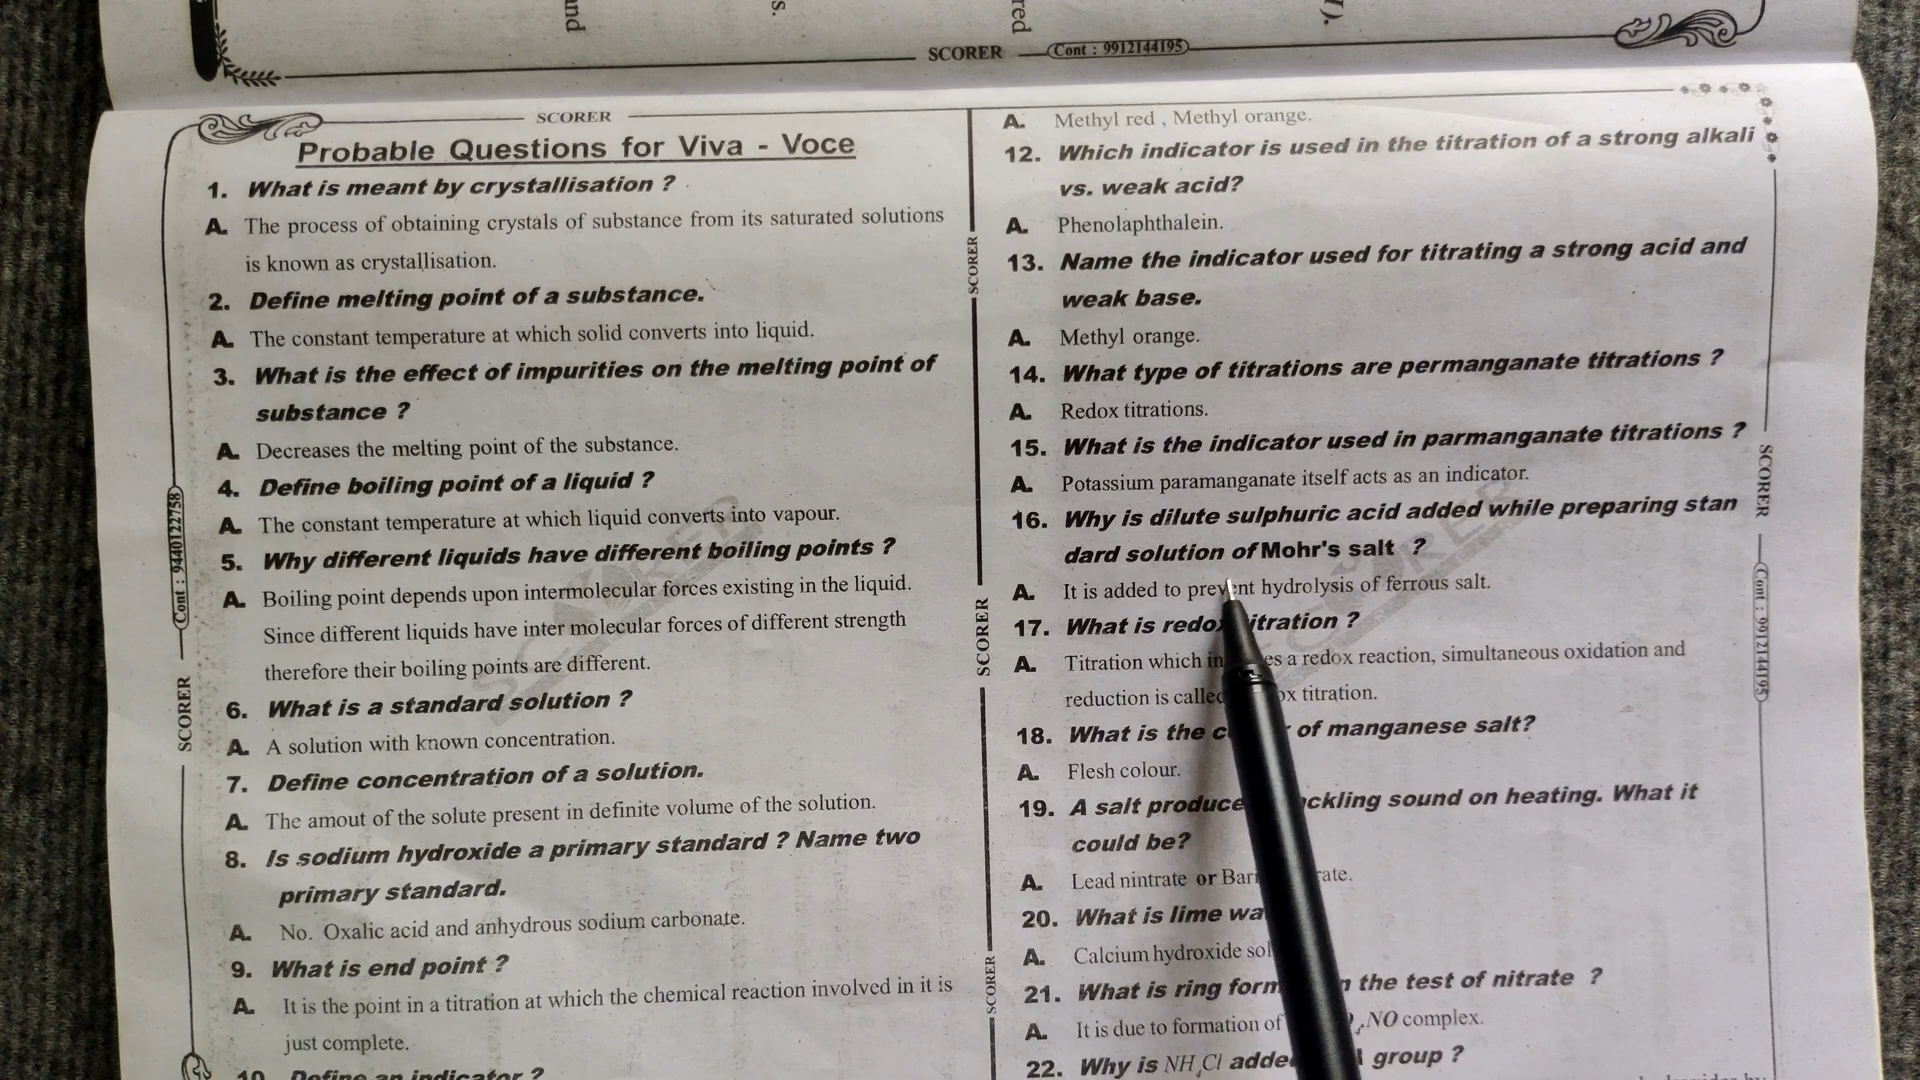 and
s.
red
T).
SCORER
Cont : 9912144195
SCORER
Probable Questions for Viva - Voce
1. What is meant by crystallisation ?
A. The process of obtaining crystals of substance from its saturated solutions
is known as crystallisation.
2. Define melting point of a substance.
A. The constant temperature at which solid converts into liquid.
3. What is the effect of impurities on the melting point of
substance ?
A. Decreases the melting point of the substance.
4. Define boiling point of a liquid ?
A. The constant temperature at which liquid converts into vapour.
5. Why different liquids have different boiling points ?
A. Boiling point depends upon intermolecular forces existing in the liquid.
Since different liquids have inter molecular forces of different strength
therefore their boiling points are different.
6. What is a standard solution ?
A. A solution with known concentration.
7. Define concentration of a solution.
A. The amout of the solute present in definite volume of the solution.
8. Is sodium hydroxide a primary standard ? Name two
primary standard.
A. No. Oxalic acid and anhydrous sodium carbonate.
9. What is end point ?
A. It is the point in a titration at which the chemical reaction involved in it is
just complete.
10. Define an indicator ?
Cont : 9440122758
SCORER
SCORER
SCORER
SCORER
A. Methyl red , Methyl orange.
12. Which indicator is used in the titration of a strong alkali
vs. weak acid?
A. Phenolaphthalein.
13. Name the indicator used for titrating a strong acid and
weak base.
A. Methyl orange.
14. What type of titrations are permanganate titrations ?
A. Redox titrations.
15. What is the indicator used in parmanganate titrations ?
A. Potassium paramanganate itself acts as an indicator.
16. Why is dilute sulphuric acid added while preparing stan
dard solution of Mohr's salt ?
A. It is added to prevent hydrolysis of ferrous salt.
17. What is redox titration ?
A. Titration which es a redox reaction, simultaneous oxidation and
reduction is called titration.
18. What is the of manganese salt?
A. Flesh colour.
19. A salt produce sound on heating. What it
could be?
A. Lead nintrate or
20. What is lime
A. Calcium hydroxide
21. What is ring the test of nitrate ?
A. It is due to formation of NO complex.
22. Why is NH4Cl group ?
SCORER
Cont : 9912144195
SCORER